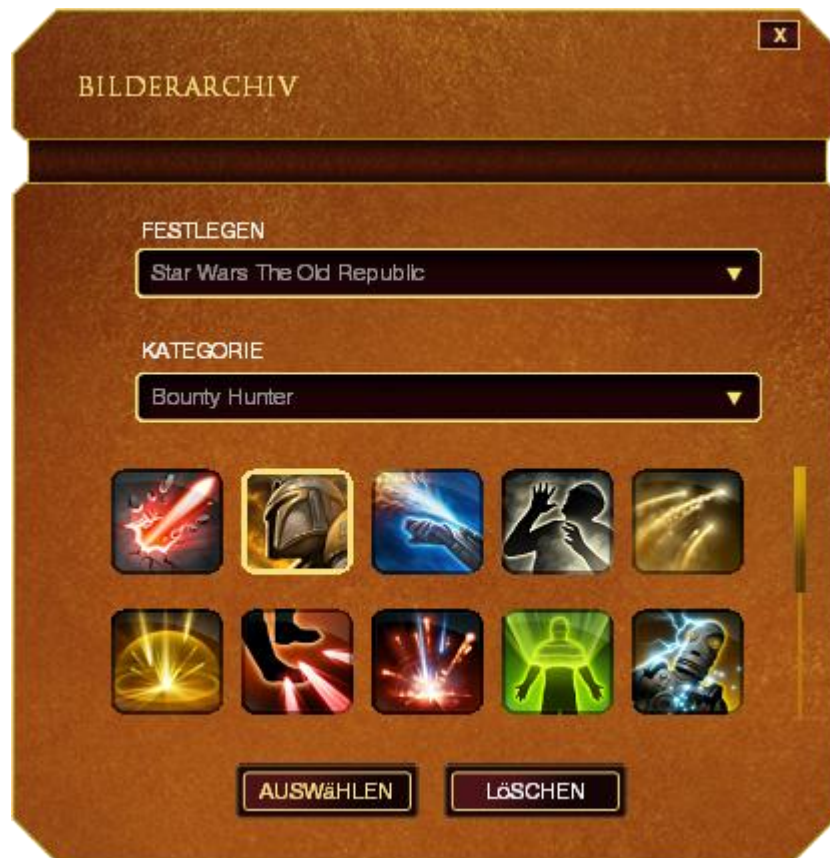 X
BILDERARCHIV
FESTLEGEN
Star Wars The Old Republic
KATEGORIE
Bounty Hunter
AUSWäHLEN
LöSCHEN